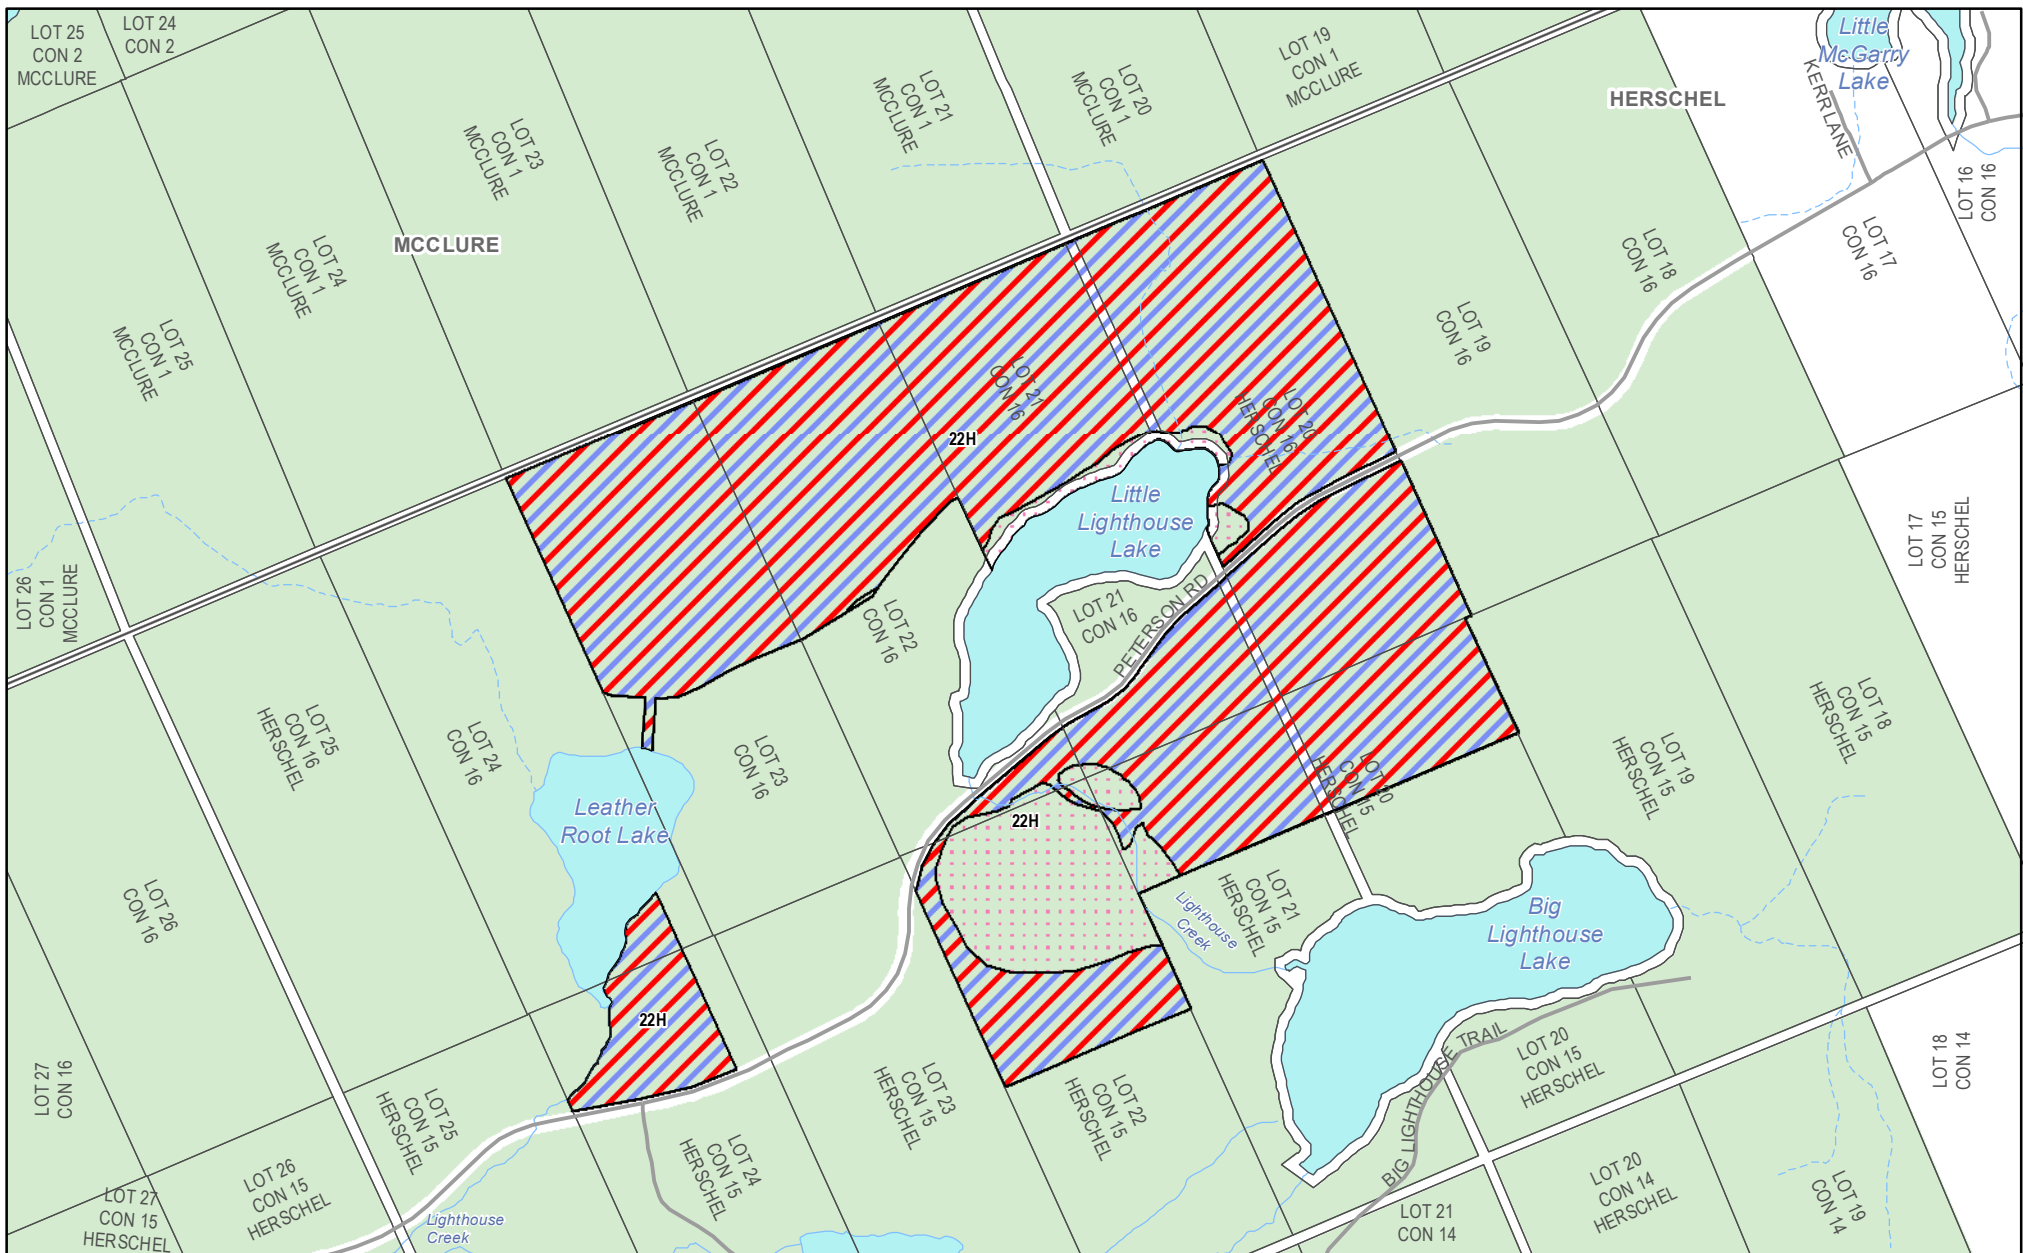 LOT 25
CON 2
MCCLURE
LOT 24
CON 2
LOT 19
CON 1
MCCLURE
Little
McGarry
Lake
HERSCHEL
KERR LANE
LOT 21
CON 1
MCCLURE
LOT 20
CON 1
MCCLURE
LOT 23
CON 1
MCCLURE
LOT 22
CON 1
MCCLURE
LOT 16
CON 16
LOT 24
CON 1
MCCLURE
MCCLURE
LOT 18
CON 16
LOT 17
CON 16
LOT 25
CON 1
MCCLURE
LOT 19
CON 16
LOT 21
CON 16
LOT 20
CON 16
HERSCHEL
22H
Little
Lighthouse
Lake
LOT 17
CON 15
HERSCHEL
LOT 26
CON 1
MCCLURE
LOT 22
CON 16
LOT 21
CON 16
PETERSON RD
LOT 25
CON 16
HERSCHEL
LOT 24
CON 16
LOT 23
CON 16
LOT 18
CON 15
HERSCHEL
LOT 19
CON 15
HERSCHEL
LOT 20
CON 15
HERSCHEL
Leather
Root Lake
22H
LOT 26
CON 16
LOT 21
CON 15
HERSCHEL
Lighthouse
Creek
Big
Lighthouse
Lake
22H
LOT 27
CON 16
LOT 25
CON 15
HERSCHEL
LOT 23
CON 15
HERSCHEL
LOT 22
CON 15
HERSCHEL
BIG LIGHTHOUSE TRAIL
LOT 20
CON 15
HERSCHEL
LOT 18
CON 14
LOT 24
CON 15
HERSCHEL
LOT 26
CON 15
HERSCHEL
LOT 27
CON 15
HERSCHEL
Lighthouse
Creek
LOT 21
CON 14
LOT 20
CON 14
HERSCHEL
LOT 19
CON 14